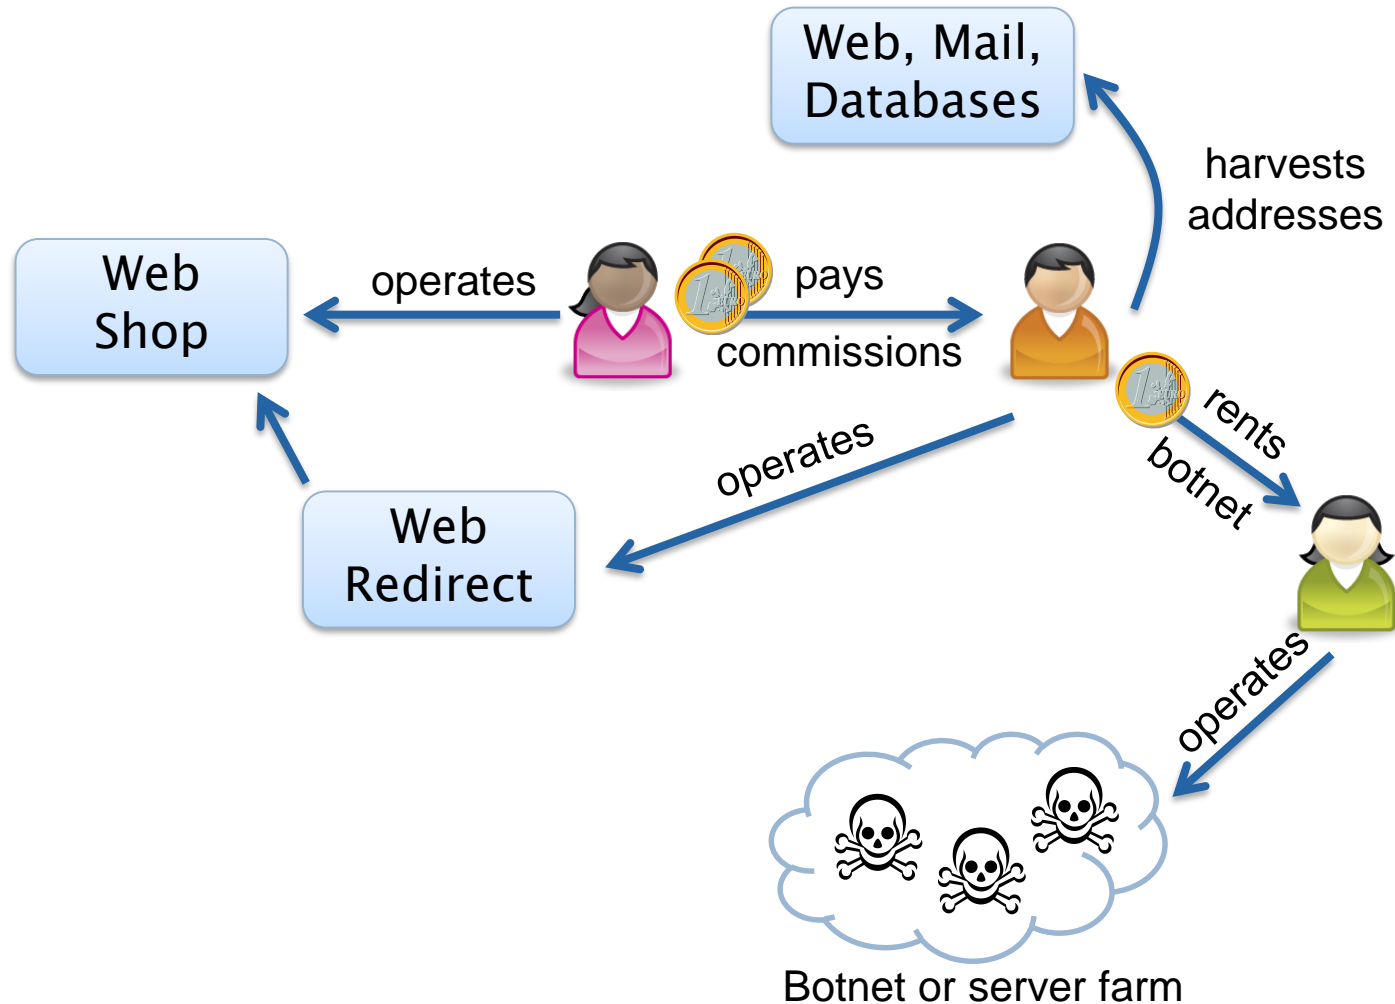 Web, Mail,
Databases
harvests
addresses
Web
Shop
operates
pays
commissions
rents
botnet
operates
Web
Redirect
operates
Botnet or server farm